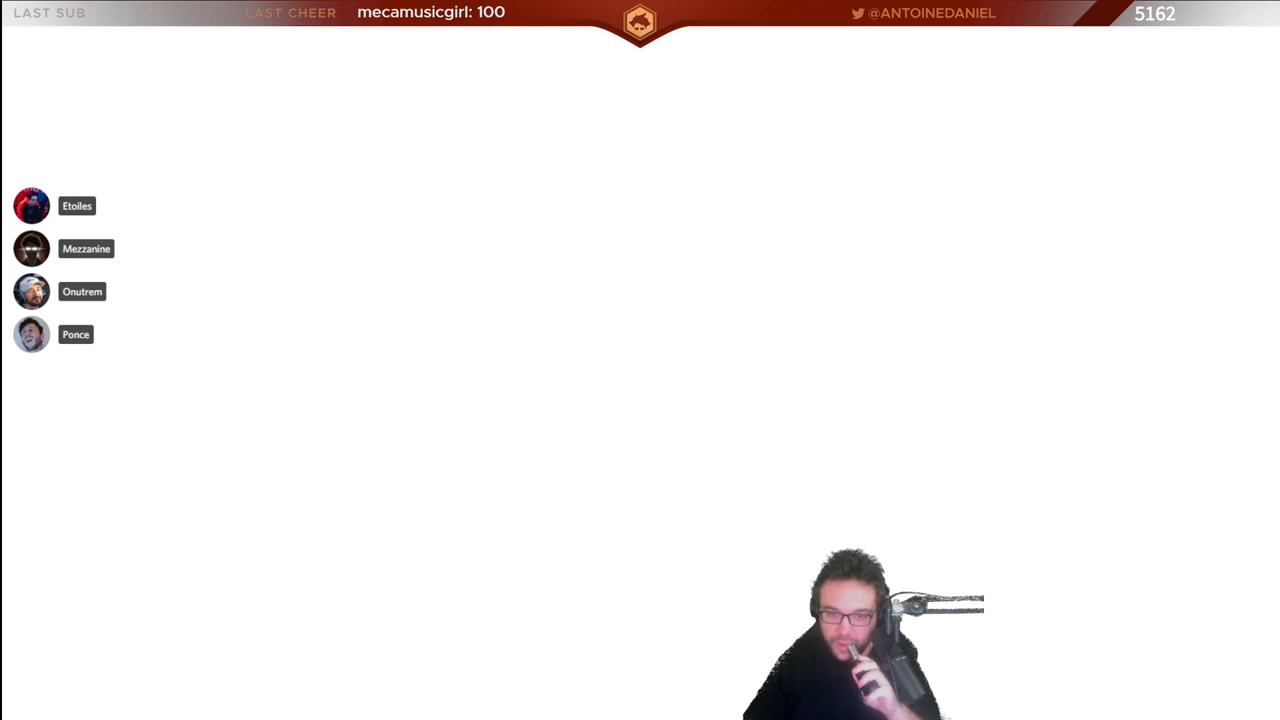 LAST SUB
LAST CHEER
mecamusicgirl: 100
@ANTOINEDANIEL
5162
Etoiles
Mezzanine
Onutrem
Ponce